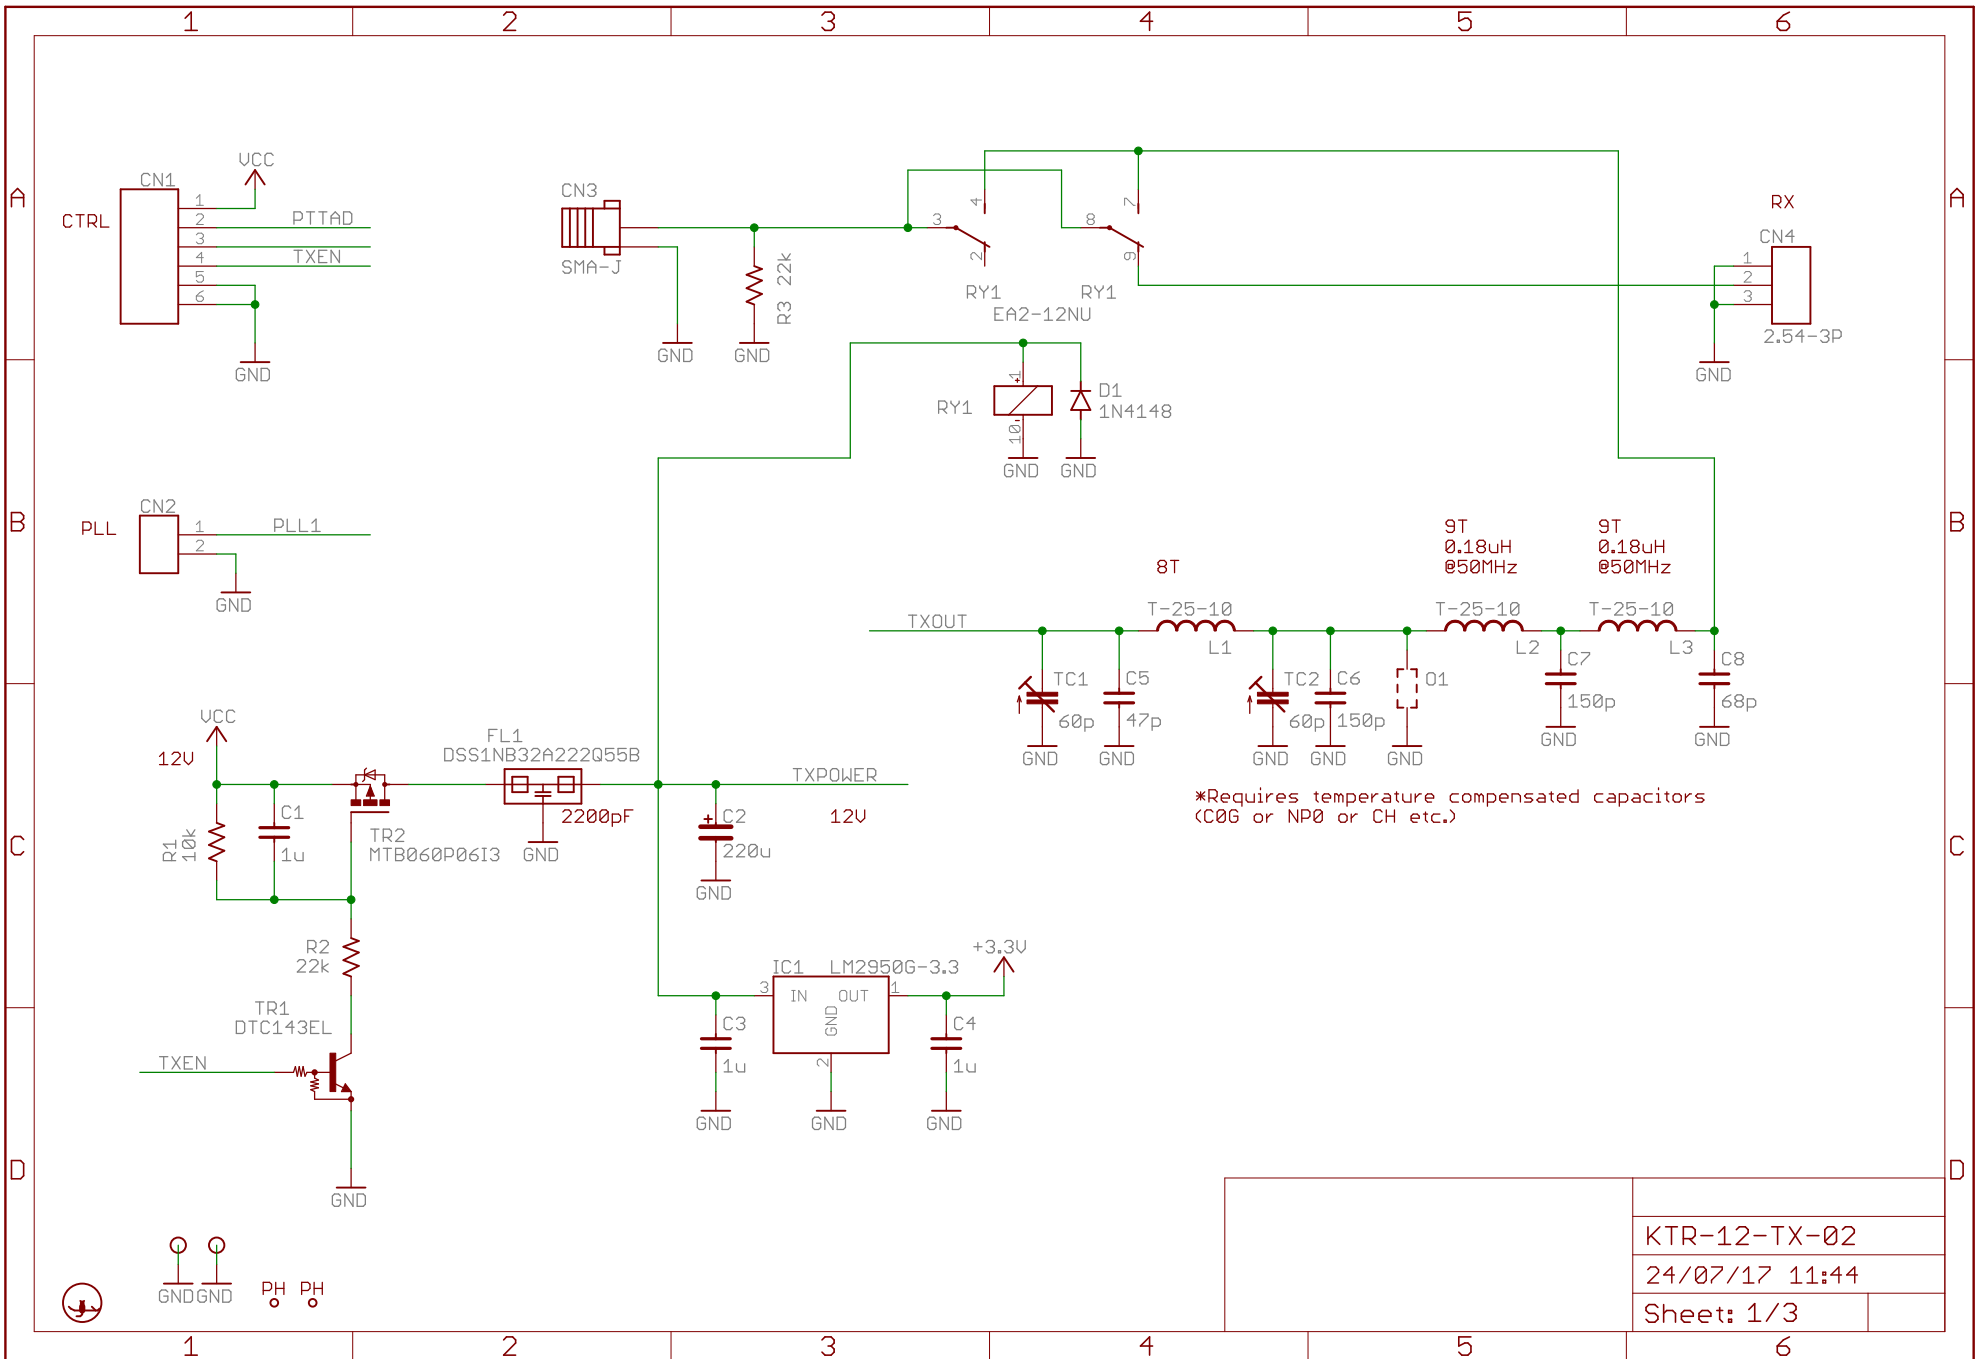 1 2 3 4 5 6
A
A
B
B
C
C
D
D
VCC
CN1
CTRL
1
2
3
4
5
6
PTTAD
TXEN
GND
CN3
SMA-J
GND
R3 22k
GND
3
4
2
RY1
8
7
9
RY1
EA2-12NU
RX
CN4
1
2
3
2.54-3P
GND
RY1
1
+
-
10
GND
D1
1N4148
GND
CN2
PLL
1
2
PLL1
GND
TXOUT
8T
T-25-10
L1
9T
0.18uH
@50MHz
T-25-10
L2
9T
0.18uH
@50MHz
T-25-10
L3
TC1
60p
GND
C5
47p
GND
TC2
60p
GND
C6
150p
GND
O1
GND
C7
150p
GND
C8
68p
GND
*Requires temperature compensated capacitors
(C0G or NP0 or CH etc.)
VCC
12V
R1
10k
C1
1u
TR2
MTB060P06I3
FL1
DSS1NB32A222Q55B
2200pF
GND
TXPOWER
12V
+
C2
220u
GND
R2
22k
TR1
DTC143EL
TXEN
GND
IC1 LM2950G-3.3
3
IN OUT
1
GND
2
+3.3V
C3
1u
GND
GND
C4
1u
GND
GND GND
PH PH
KTR-12-TX-02
24/07/17 11:44
Sheet: 1/3
1 2 3 4 5 6